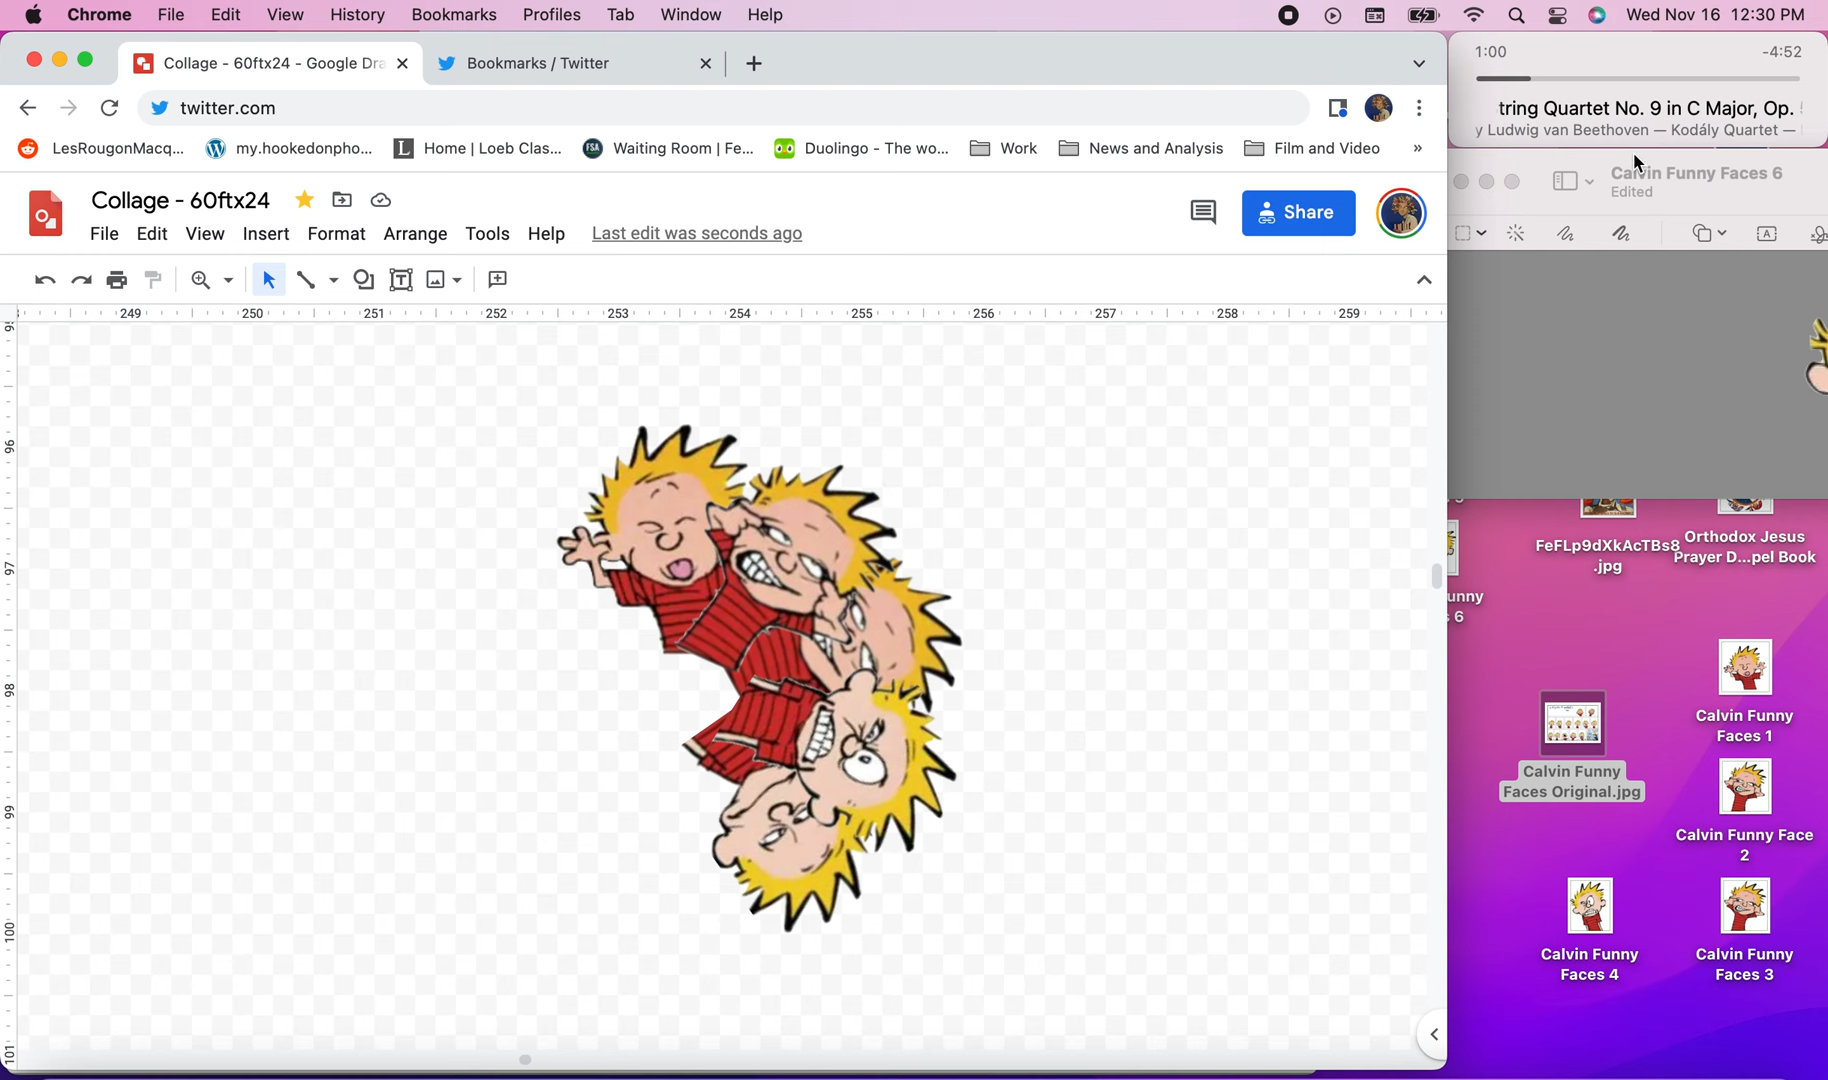 Chrome File Edit View History Bookmarks Profiles Tab Window Help Wed Nov 16 12:30 PM
Collage - 60ftx24 - Google Dra Bookmarks / Twitter
twitter.com
LesRougonMacq... my.hookedonpho... L Home | Loeb Clas... FSA Waiting Room | Fe... Duolingo - The wo... Work News and Analysis Film and Video »
Collage - 60ftx24
Share
File Edit View Insert Format Arrange Tools Help Last edit was seconds ago
249 250 251 252 253 254 255 256 257 258 259
96
97
98
99
100
101
1:00 -4:52
tring Quartet No. 9 in C Major, Op.
y Ludwig van Beethoven — Kodály Quartet —
Calvin Funny Faces 6
Edited
FeFLp9dXkAcTBs8
.jpg
Orthodox Jesus
Prayer D...pel Book
unny
s 6
Calvin Funny
Faces 1
Calvin Funny
Faces Original.jpg
Calvin Funny Face
2
Calvin Funny
Faces 4
Calvin Funny
Faces 3